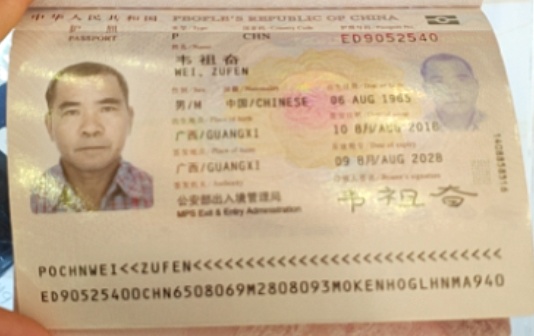 中华人民共和国 PEOPLE'S REPUBLIC OF CHINA
护 照
PASSPORT P CHN ED9052540
韦祖奋
WEI, ZUFEN
男/M 中国/CHINESE 06 AUG 1965
广西/GUANGXI 10 8月/AUG 2018
广西/GUANGXI 09 8月/AUG 2028
公安部出入境管理局
MPS Exit & Entry Administration
韦祖奋
POCHNWEI<<ZUFEN<<<<<<<<<<<<<<<<<<<<<<<<<<<<<
ED90525400CHN6508069M2808093MOKENHOGLHNMA940